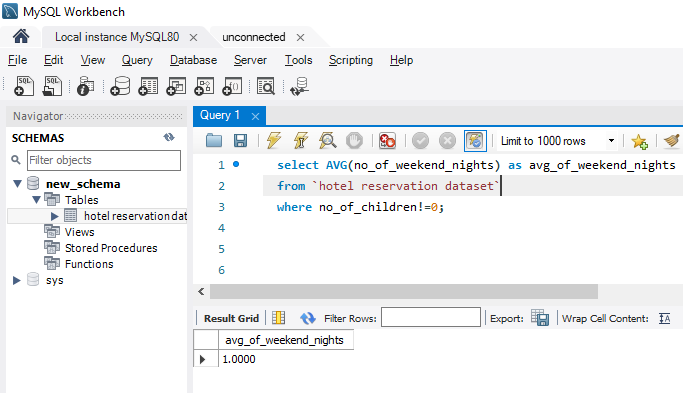 MySQL Workbench
Local instance MySQL80 × unconnected ×
File Edit View Query Database Server Tools Scripting Help
SQL SQL
Navigator
SCHEMAS
Filter objects
new_schema
Tables
hotel reservation dat
Views
Stored Procedures
Functions
sys
Query 1 ×
Limit to 1000 rows
1 select AVG(no_of_weekend_nights) as avg_of_weekend_nights
2 from `hotel reservation dataset`
3 where no_of_children!=0;
4
5
6
Result Grid Filter Rows: Export: Wrap Cell Content: IA
avg_of_weekend_nights
1.0000